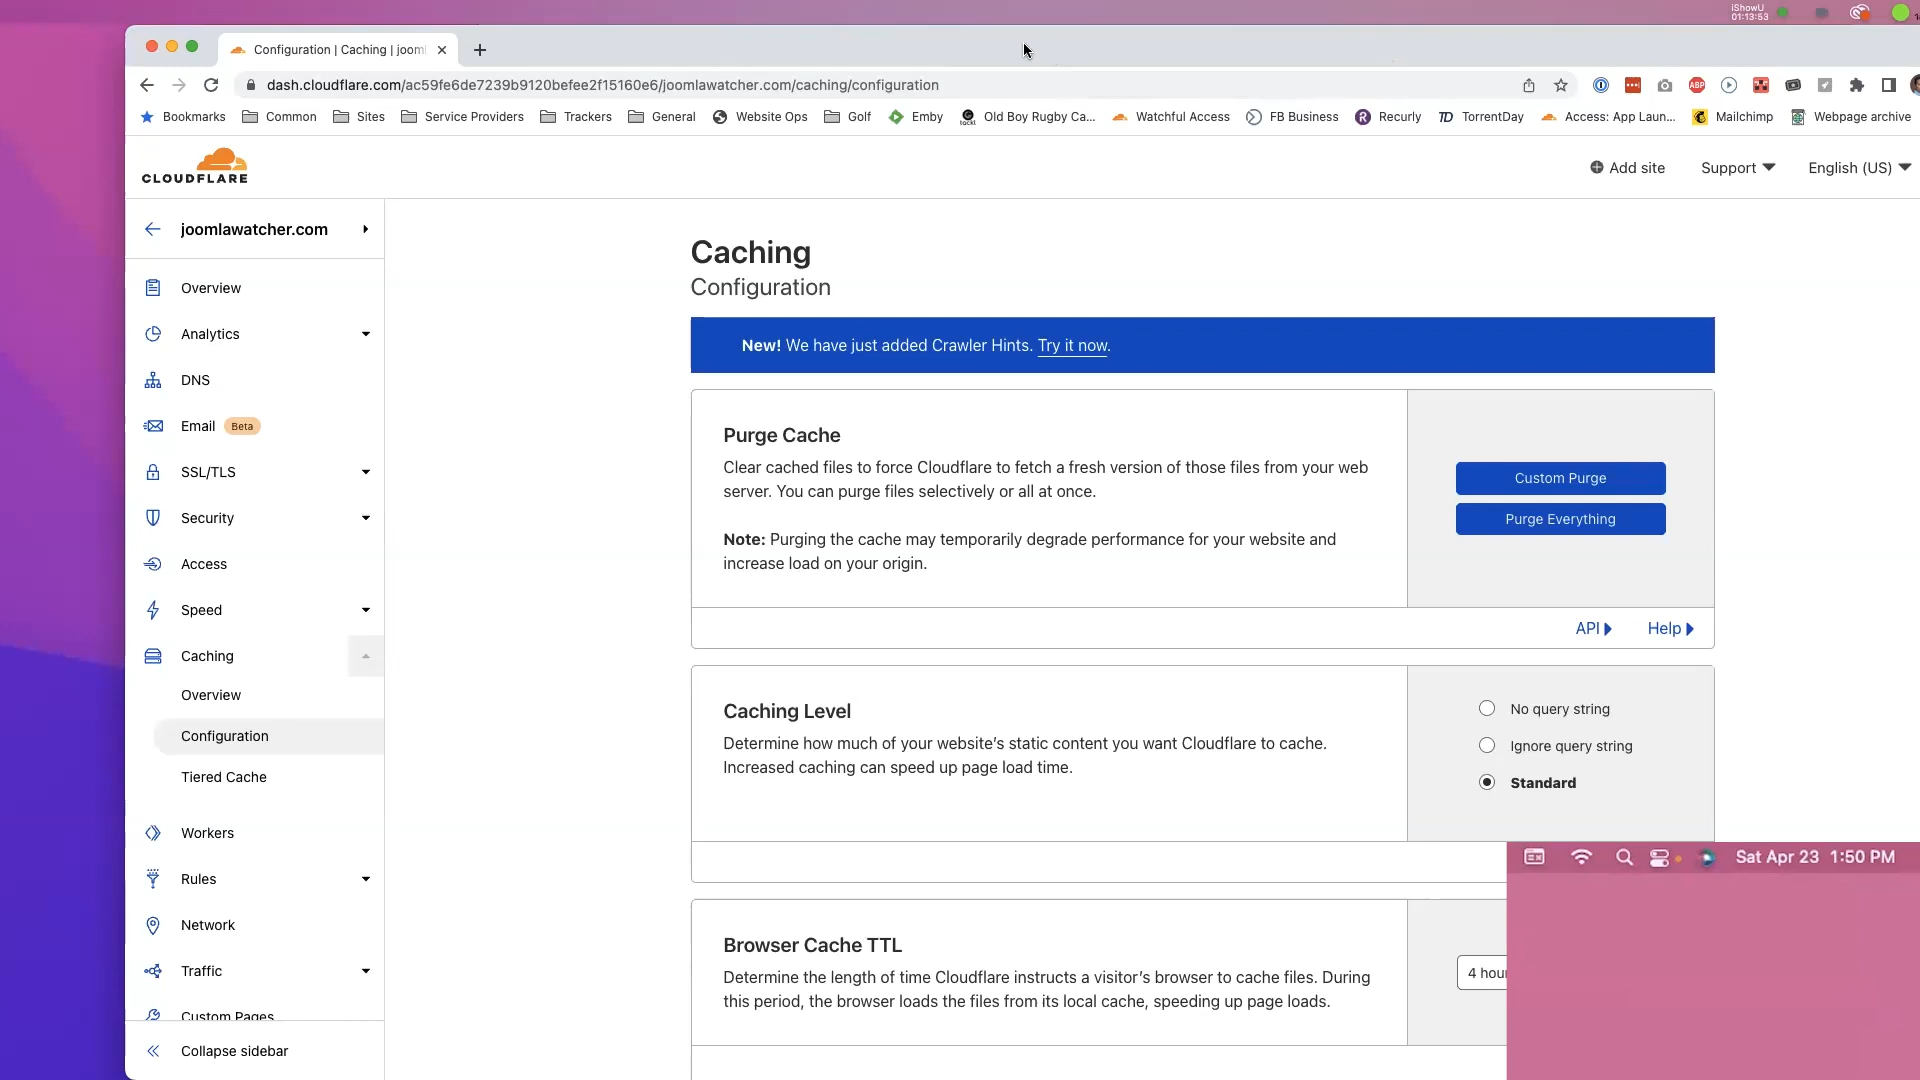 iShowU
01:13:53
Configuration | Caching | joom
dash.cloudflare.com/ac59fe6de7239b9120befee2f15160e6/joomlawatcher.com/caching/configuration
Bookmarks Common Sites Service Providers Trackers General Website Ops Golf Emby Old Boy Rugby Ca... Watchful Access FB Business Recurly TorrentDay Access: App Laun... Mailchimp Webpage archive
CLOUDFLARE
Add site Support English (US)
joomlawatcher.com
Overview
Analytics
DNS
Email Beta
SSL/TLS
Security
Access
Speed
Caching
Overview
Configuration
Tiered Cache
Workers
Rules
Network
Traffic
Custom Pages
Collapse sidebar
Caching
Configuration
New! We have just added Crawler Hints. Try it now.
Purge Cache
Clear cached files to force Cloudflare to fetch a fresh version of those files from your web
server. You can purge files selectively or all at once.
Note: Purging the cache may temporarily degrade performance for your website and
increase load on your origin.
Custom Purge
Purge Everything
API Help
Caching Level
Determine how much of your website's static content you want Cloudflare to cache.
Increased caching can speed up page load time.
No query string
Ignore query string
Standard
Browser Cache TTL
Determine the length of time Cloudflare instructs a visitor's browser to cache files. During
this period, the browser loads the files from its local cache, speeding up page loads.
4 hou
Sat Apr 23 1:50 PM